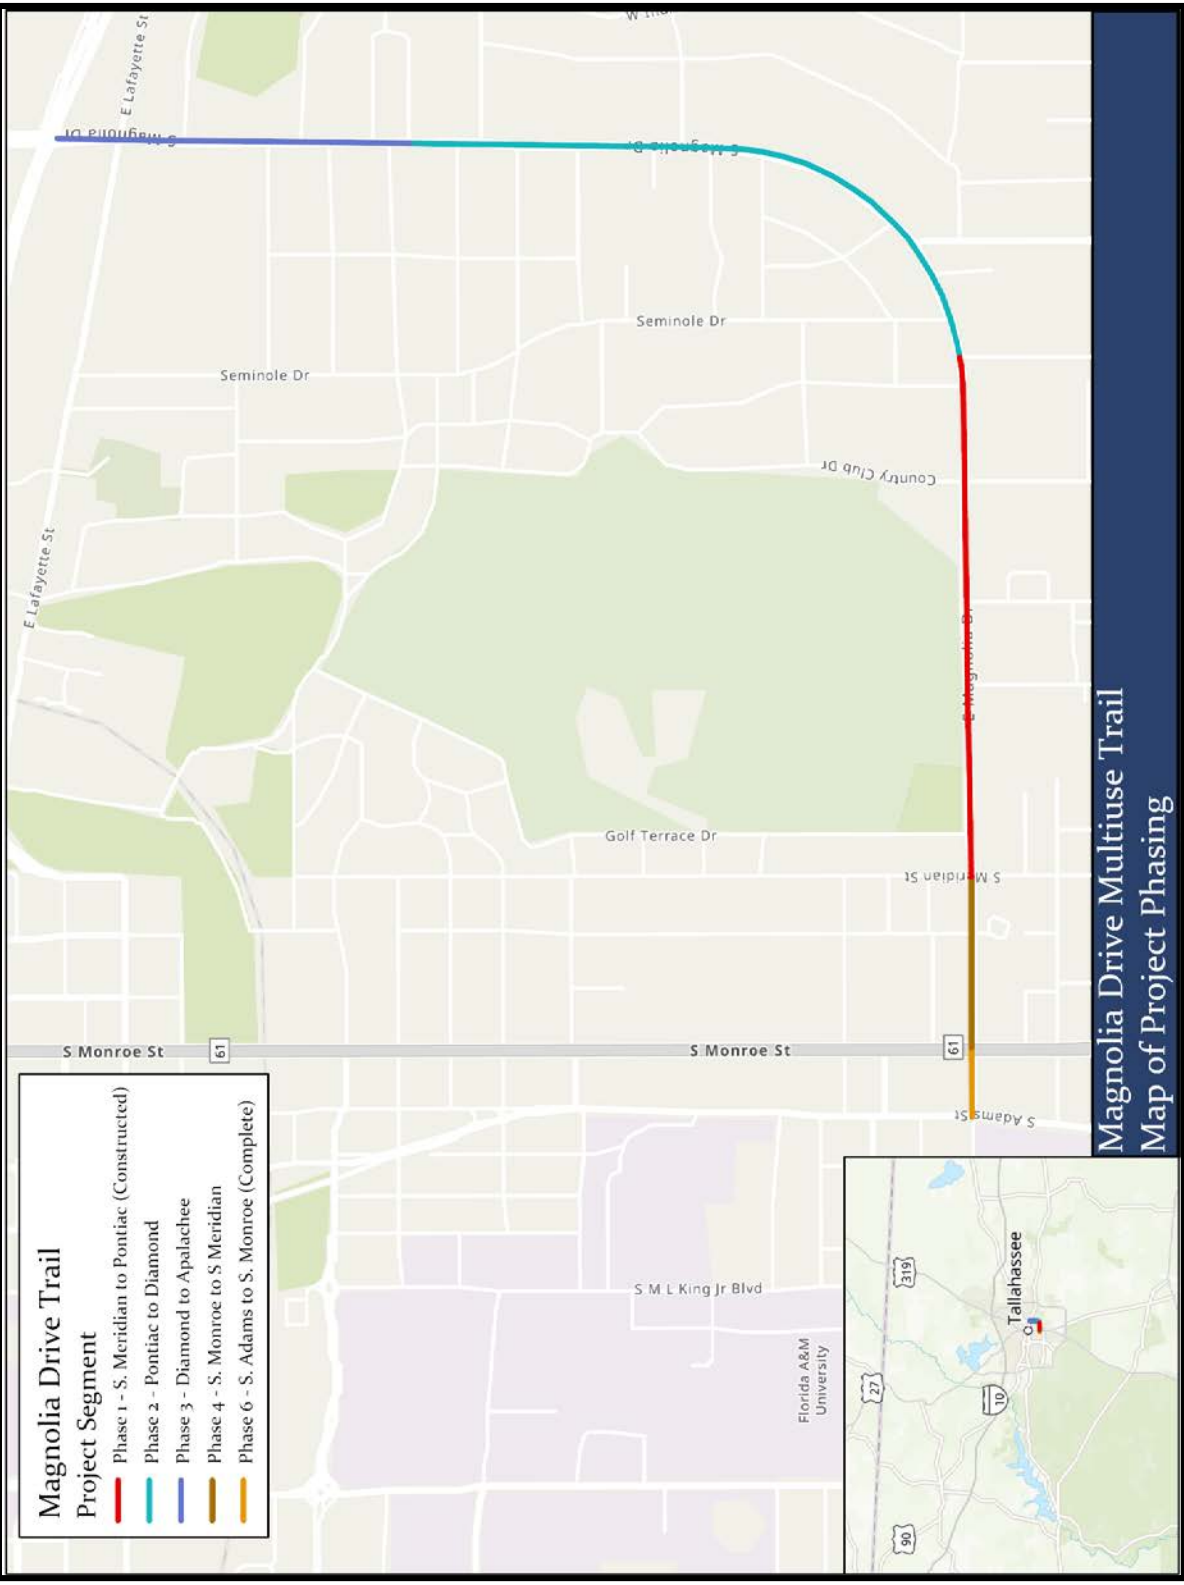 Magnolia Drive Trail
Project Segment
Phase 1 - S. Meridian to Pontiac (Constructed)
Phase 2 - Pontiac to Diamond
Phase 3 - Diamond to Apalachee
Phase 4 - S. Monroe to S Meridian
Phase 6 - S. Adams to S. Monroe (Complete)
Magnolia Drive Multiuse Trail
Map of Project Phasing
E Lafayette St
S Magnolia Dr
S Magnolia Dr
Seminole Dr
Seminole Dr
Country Club Dr
E Lafayette St
E Magnolia Dr
Golf Terrace Dr
S Meridian St
S Monroe St
61
S Monroe St
61
S Adams St
S M L King Jr Blvd
Florida A&M
University
Tallahassee
319
27
10
90